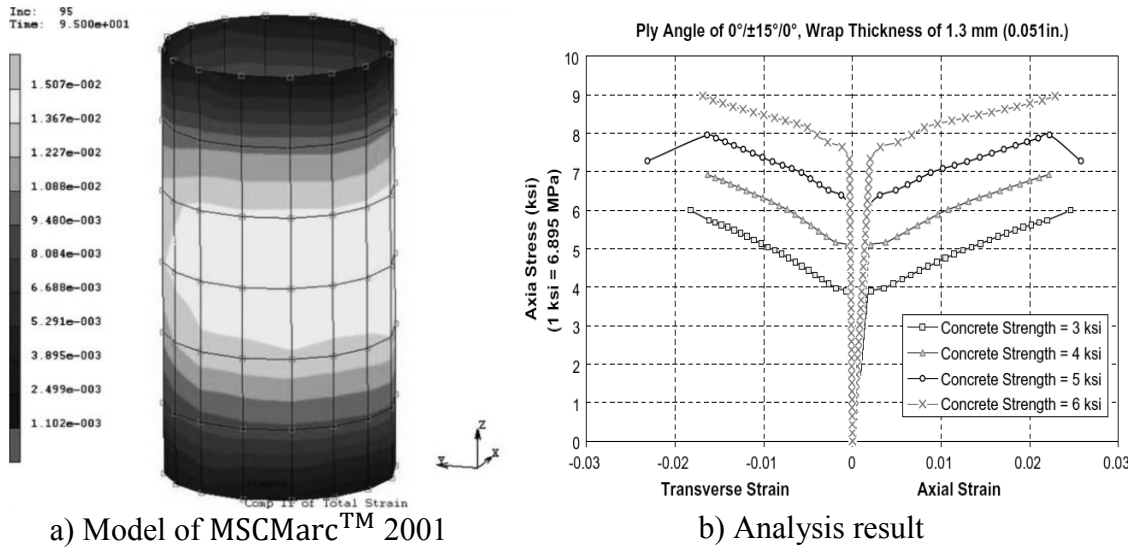 Inc: 95
Time: 9.500e+001
1.507e-002
1.367e-002
1.227e-002
1.088e-002
9.480e-003
8.084e-003
6.688e-003
5.291e-003
3.895e-003
2.499e-003
1.102e-003
Z
X
Y
Comp 11 of Total Strain
a) Model of MSCMarc™ 2001
Ply Angle of 0°/±15°/0°, Wrap Thickness of 1.3 mm (0.051in.)
Axia Stress (ksi)
(1 ksi = 6.895 MPa)
10
9
8
7
6
5
4
3
2
1
0
Concrete Strength = 3 ksi
Concrete Strength = 4 ksi
Concrete Strength = 5 ksi
Concrete Strength = 6 ksi
-0.03 -0.02 -0.01 0 0.01 0.02 0.03
Transverse Strain Axial Strain
b) Analysis result